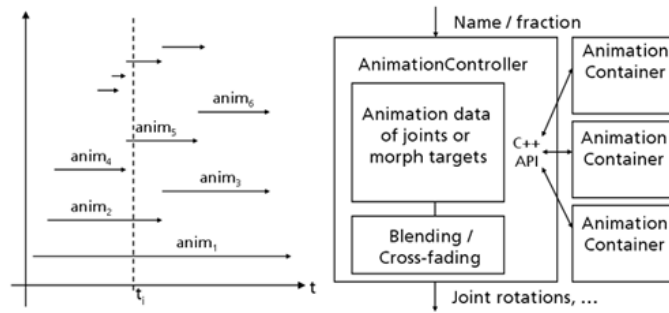 anim₆
anim₅
anim₄
anim₃
anim₂
anim₁
tᵢ
t
Name / fraction
AnimationController
Animation data
of joints or
morph targets
Blending /
Cross-fading
C++
API
Animation
Container
Animation
Container
Animation
Container
Joint rotations, ...